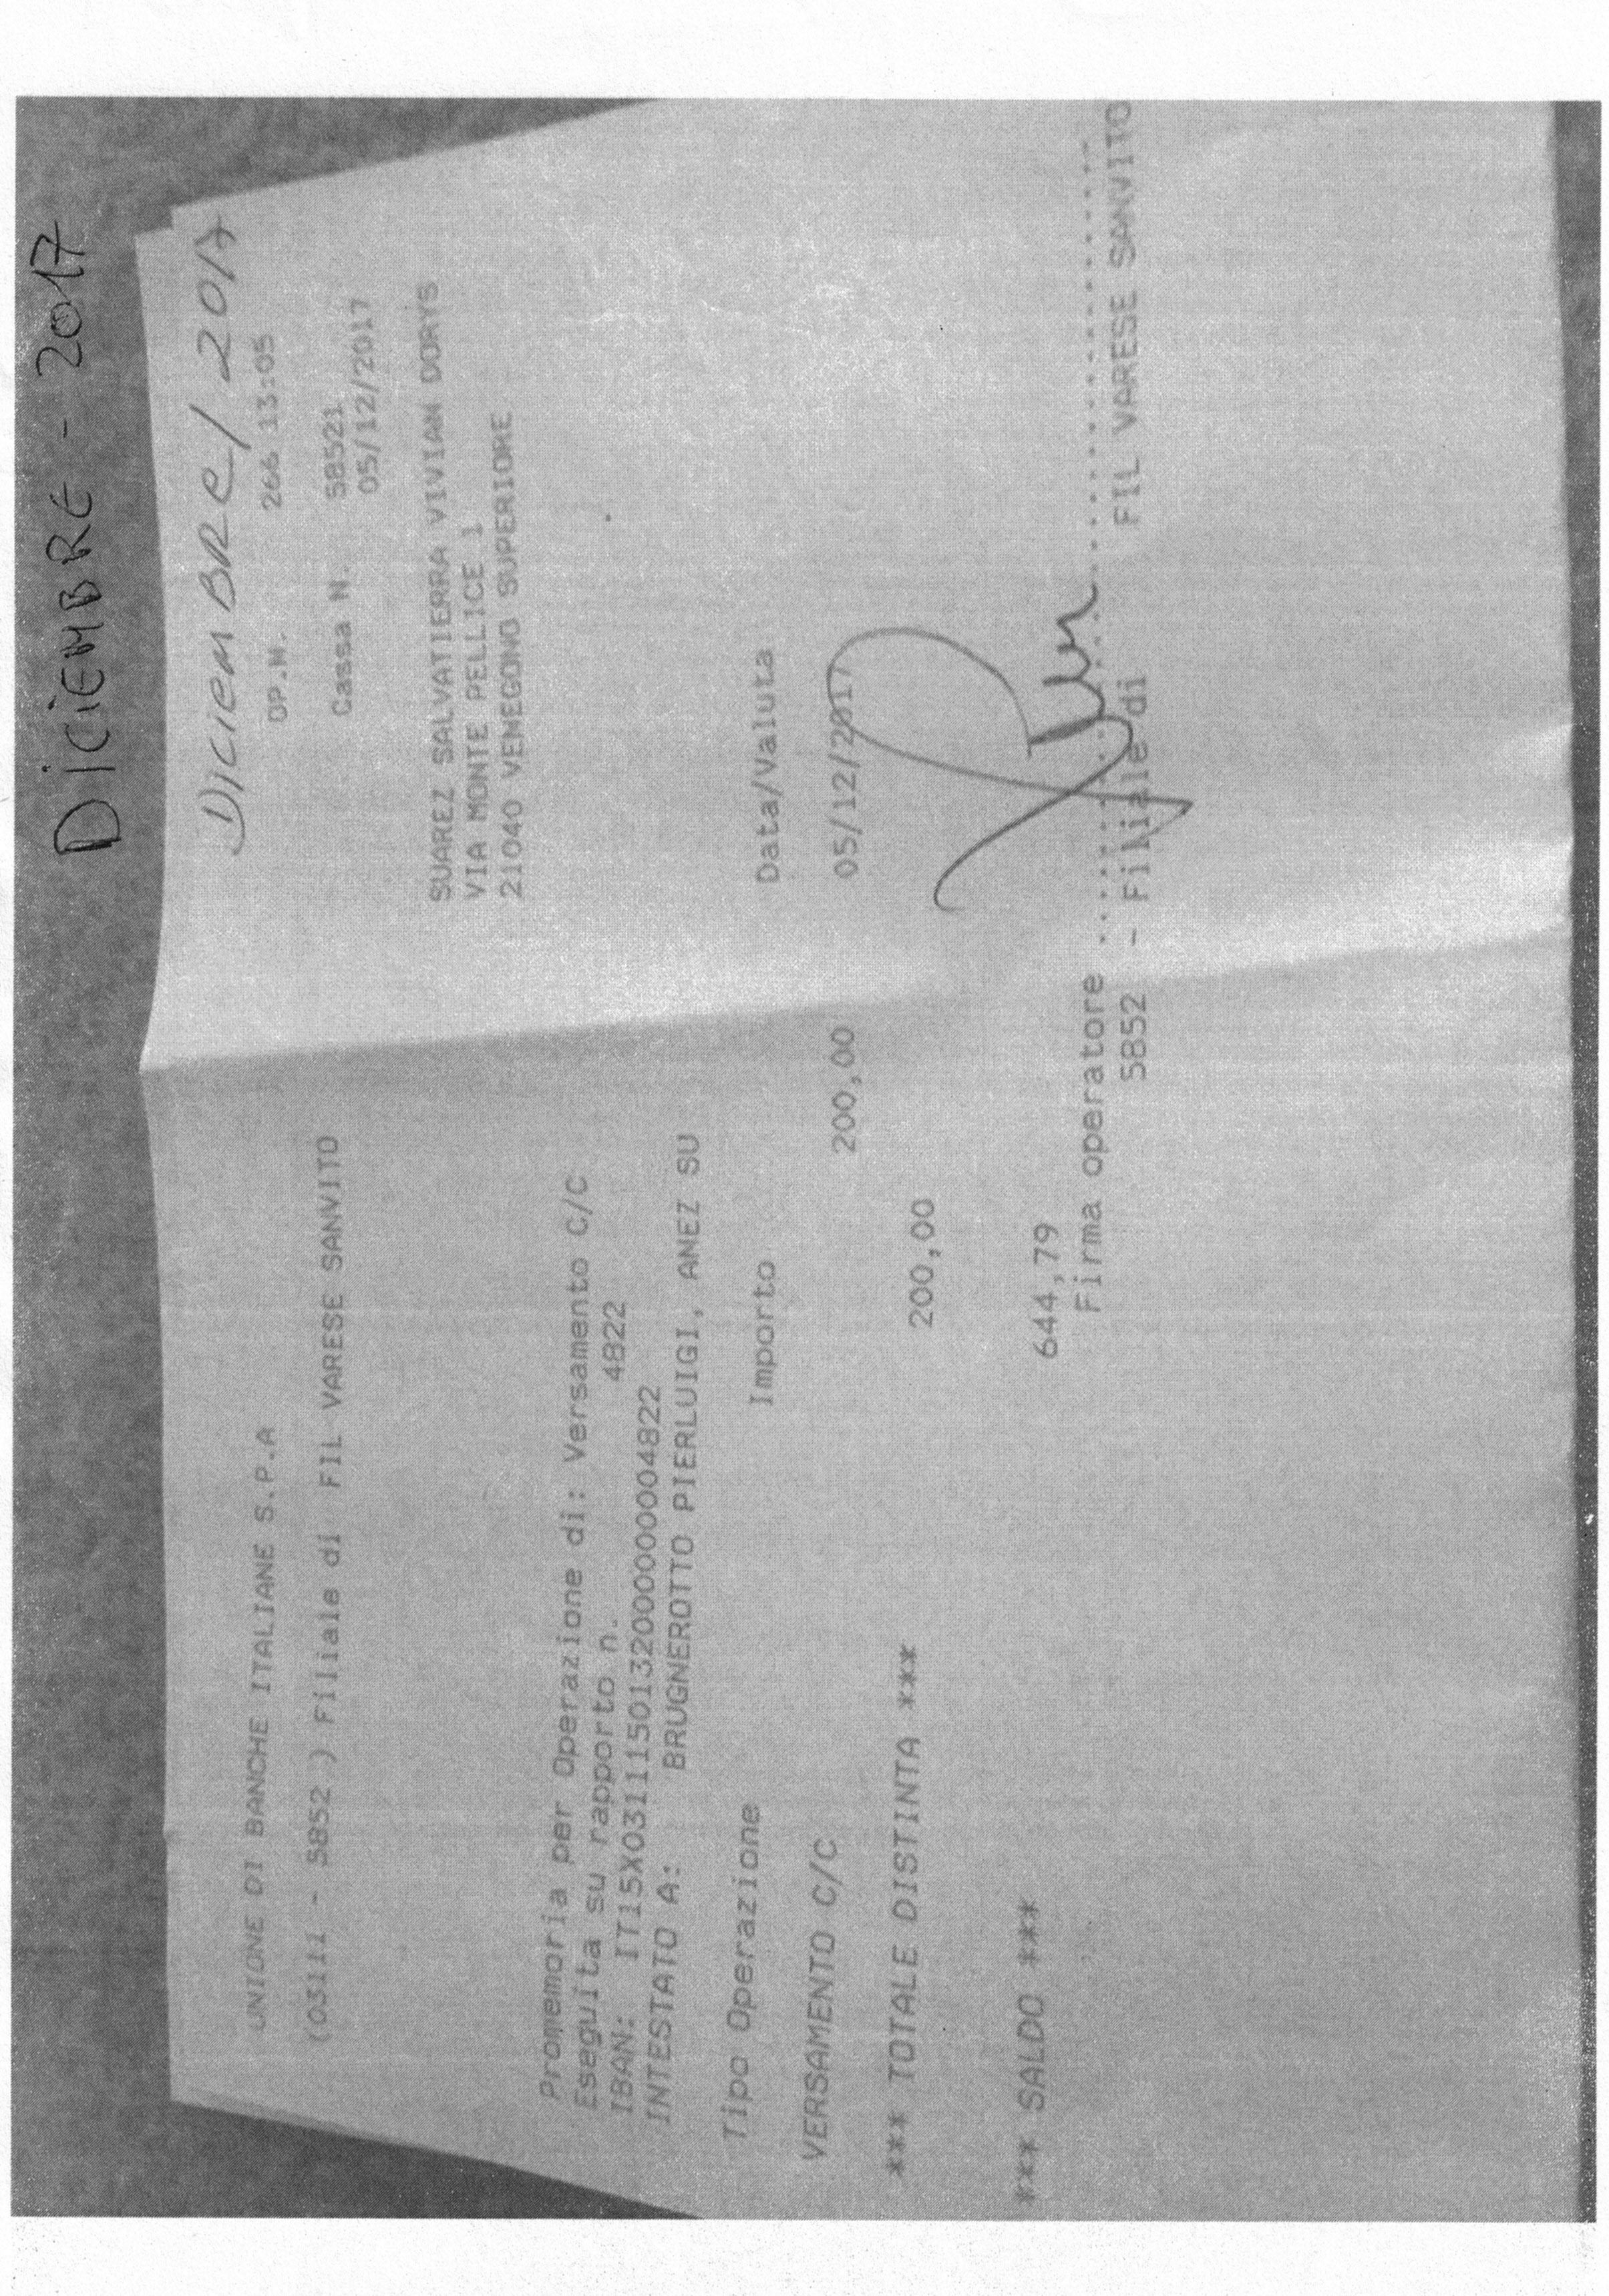 DiCiEMBRE - 2017
DiciemBRe/2017
UNIONE DI BANCHE ITALIANE S.P.A OP.N. 266 13:05
(03111 - 5852 ) Filiale di FIL VARESE SANVITO Cassa N. 58521
05/12/2017
SUAREZ SALVATIERRA VIVIAN DORYS
VIA MONTE PELLICE 1
21040 VENEGONO SUPERIORE
Promemoria per Operazione di: Versamento C/C
Eseguita su rapporto n. 4822
IBAN: IT15X0311150132000000004822
INTESTATO A: BRUGNEROTTO PIERLUIGI, ANEZ SU
Tipo Operazione Importo Data/Valuta
VERSAMENTO C/C 200,00 05/12/2017
*** TOTALE DISTINTA *** 200,00
*** SALDO *** 644,79
Firma operatore
5852 - Filiale di FIL VARESE SANVITO